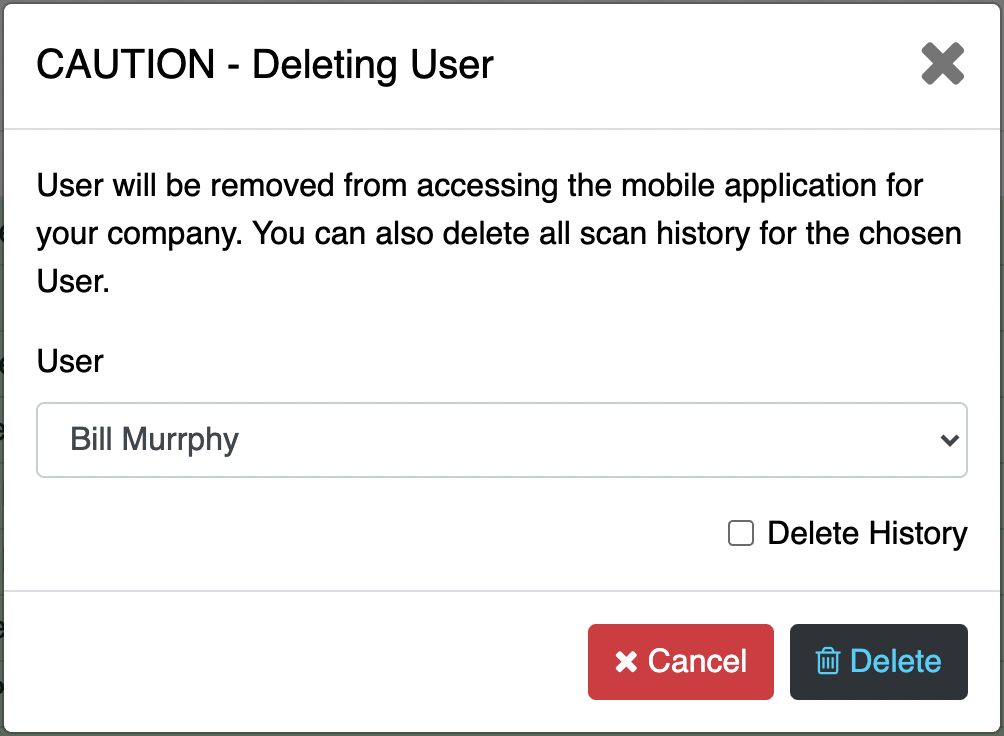 CAUTION - Deleting User
User will be removed from accessing the mobile application for
your company. You can also delete all scan history for the chosen
User.
User
Bill Murrphy
Delete History
Cancel
Delete